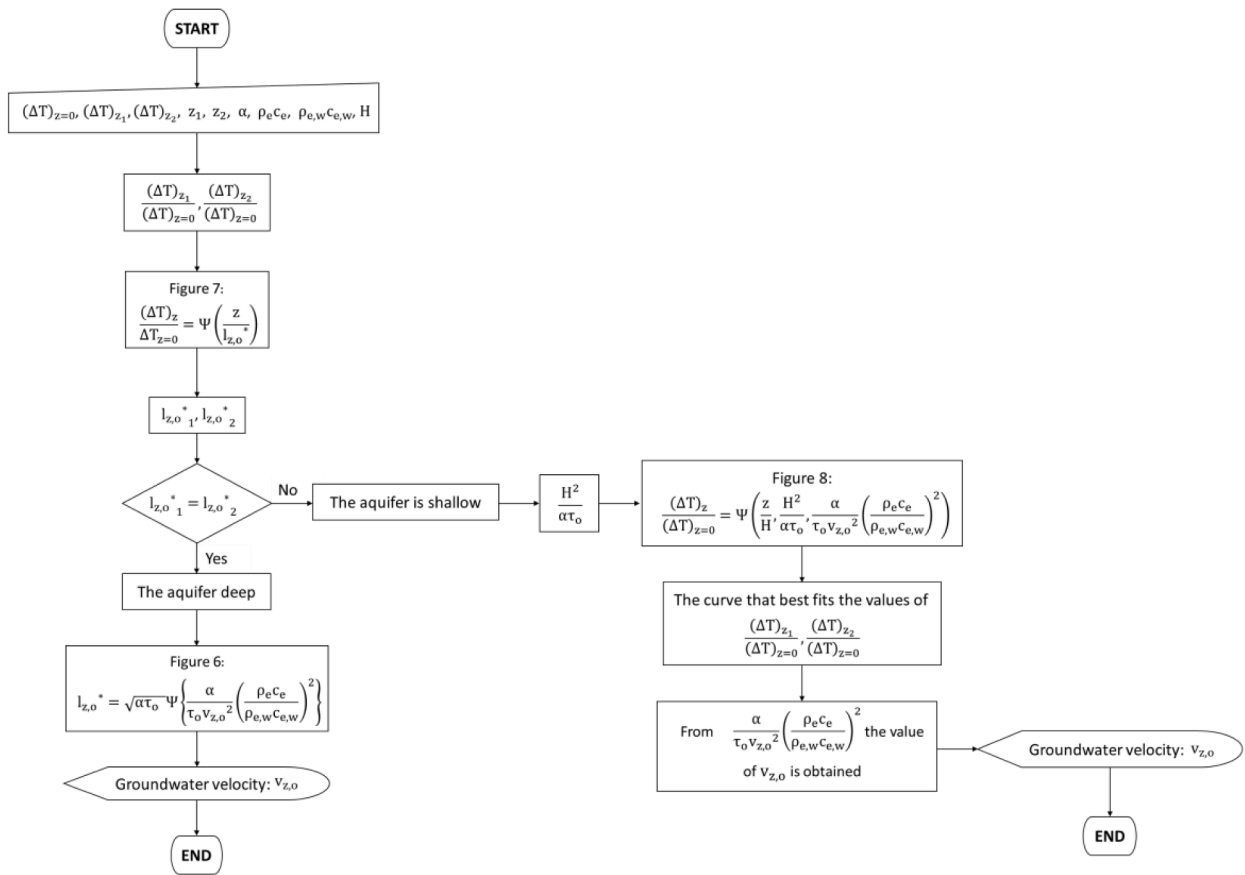 START
(ΔT)z=0, (ΔT)z₁, (ΔT)z₂, z₁, z₂, α, ρₑcₑ, ρe,wce,w, H
(ΔT)z₁/(ΔT)z=0, (ΔT)z₂/(ΔT)z=0
Figure 7:
(ΔT)z/ΔTz=0 = Ψ(z/lz,o*)
lz,o*₁, lz,o*₂
lz,o*₁ = lz,o*₂
No
The aquifer is shallow
H²/ατₒ
Figure 8:
(ΔT)z/(ΔT)z=0 = Ψ(z/H, H²/ατₒ, α/τₒvz,o² (ρₑcₑ/ρe,wce,w)²)
The curve that best fits the values of
(ΔT)z₁/(ΔT)z=0, (ΔT)z₂/(ΔT)z=0
From α/τₒvz,o² (ρₑcₑ/ρe,wce,w)² the value
of vz,o is obtained
Groundwater velocity: vz,o
END
Yes
The aquifer deep
Figure 6:
lz,o* = √ατₒ Ψ{α/τₒvz,o² (ρₑcₑ/ρe,wce,w)²}
Groundwater velocity: vz,o
END